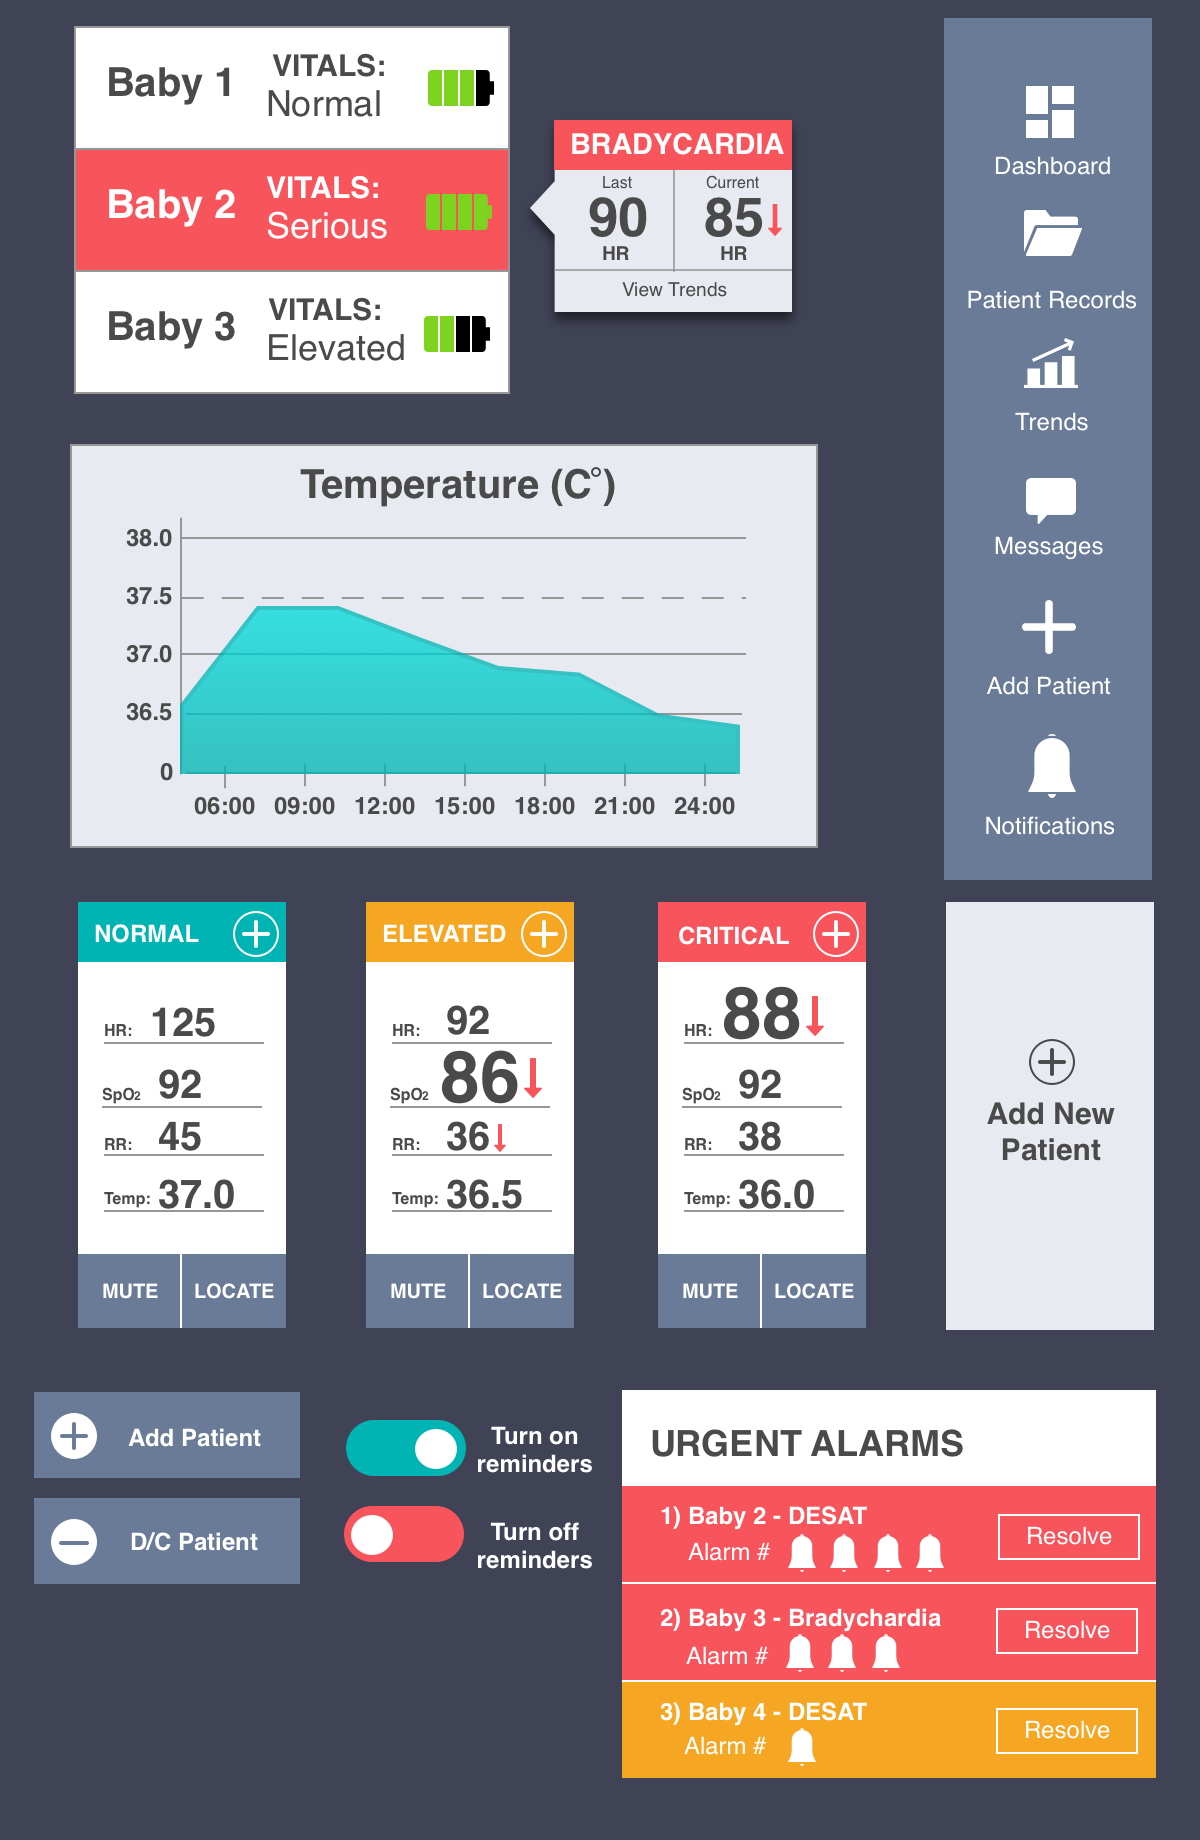 Baby 1
VITALS:
Normal
Baby 2
VITALS:
Serious
Baby 3
VITALS:
Elevated
BRADYCARDIA
Last
90
HR
Current
85
HR
View Trends
Dashboard
Patient Records
Trends
Messages
Add Patient
Notifications
Temperature (C°)
38.0
37.5
37.0
36.5
0
06:00 09:00 12:00 15:00 18:00 21:00 24:00
NORMAL
HR: 125
SpO₂ 92
RR: 45
Temp: 37.0
MUTE LOCATE
ELEVATED
HR: 92
SpO₂ 86
RR: 36
Temp: 36.5
MUTE LOCATE
CRITICAL
HR: 88
SpO₂ 92
RR: 38
Temp: 36.0
MUTE LOCATE
Add New
Patient
Add Patient
D/C Patient
Turn on
reminders
Turn off
reminders
URGENT ALARMS
1) Baby 2 - DESAT
Alarm #
Resolve
2) Baby 3 - Bradychardia
Alarm #
Resolve
3) Baby 4 - DESAT
Alarm #
Resolve